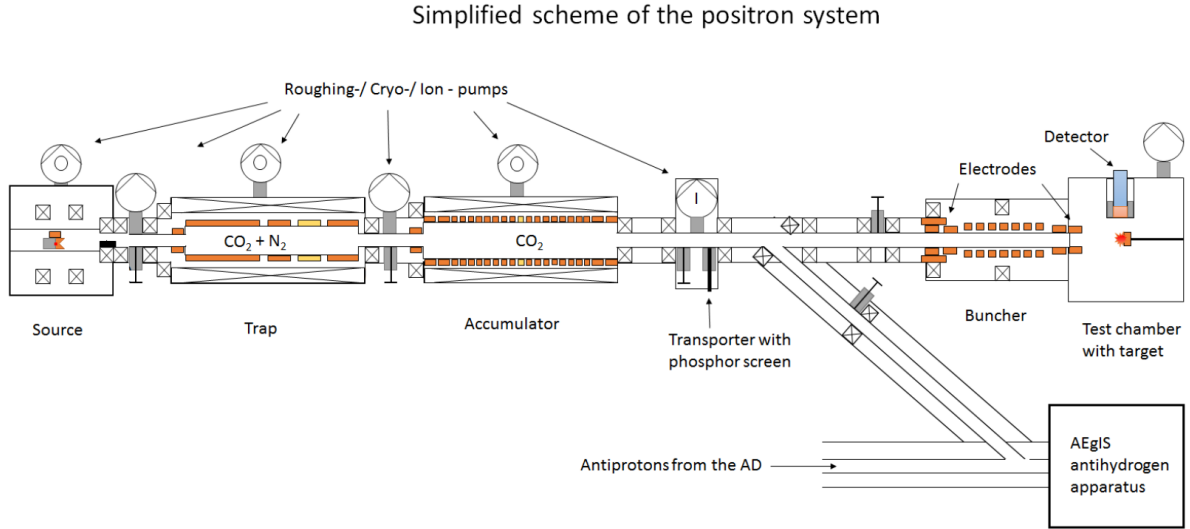 Simplified scheme of the positron system
Roughing-/ Cryo-/ Ion - pumps
Detector
Electrodes
I
CO2 + N2
CO2
Source
Trap
Accumulator
Transporter with
phosphor screen
Buncher
Test chamber
with target
Antiprotons from the AD
AEgIS
antihydrogen
apparatus